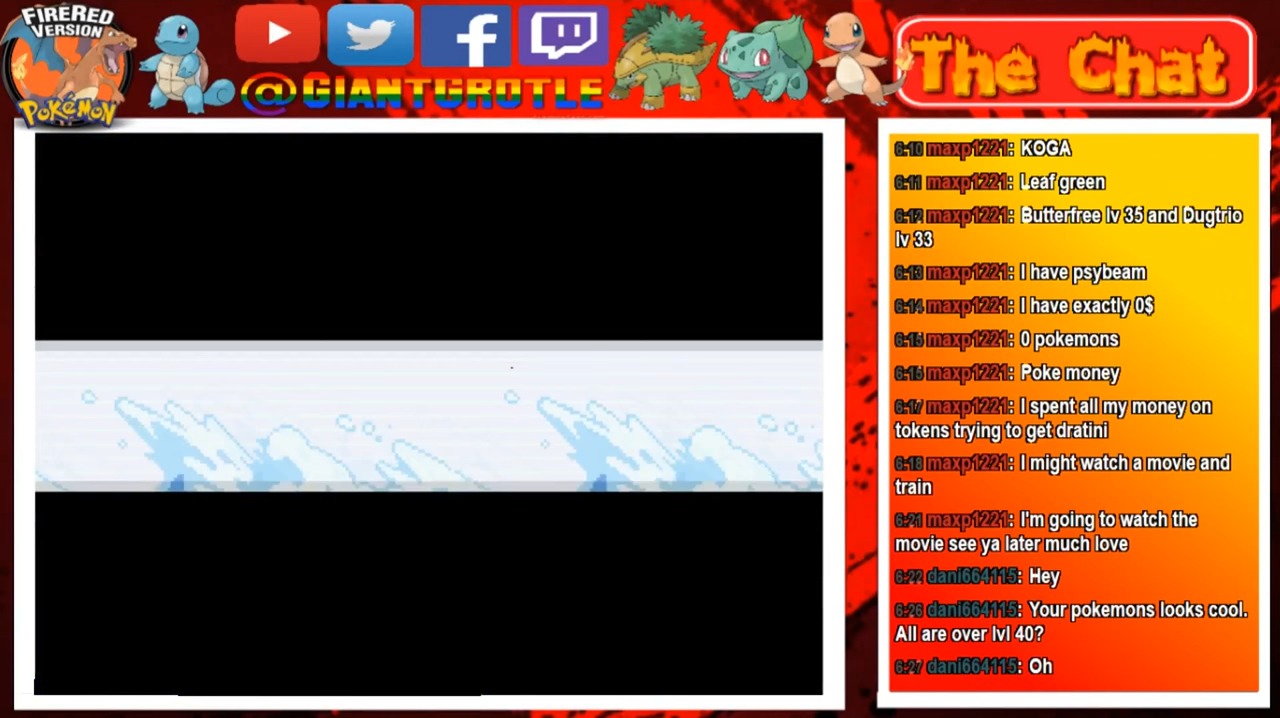 FIRERED
VERSION
POKéMON
@GIANTGROTLE
The Chat
6:10 maxp1221: KOGA
6:11 maxp1221: Leaf green
6:12 maxp1221: Butterfree lv 35 and Dugtrio
lv 33
6:13 maxp1221: I have psybeam
6:14 maxp1221: I have exactly 0$
6:15 maxp1221: 0 pokemons
6:15 maxp1221: Poke money
6:17 maxp1221: I spent all my money on
tokens trying to get dratini
6:18 maxp1221: I might watch a movie and
train
6:21 maxp1221: I'm going to watch the
movie see ya later much love
6:22 dani664115: Hey
6:26 dani664115: Your pokemons looks cool.
All are over lvl 40?
6:27 dani664115: Oh